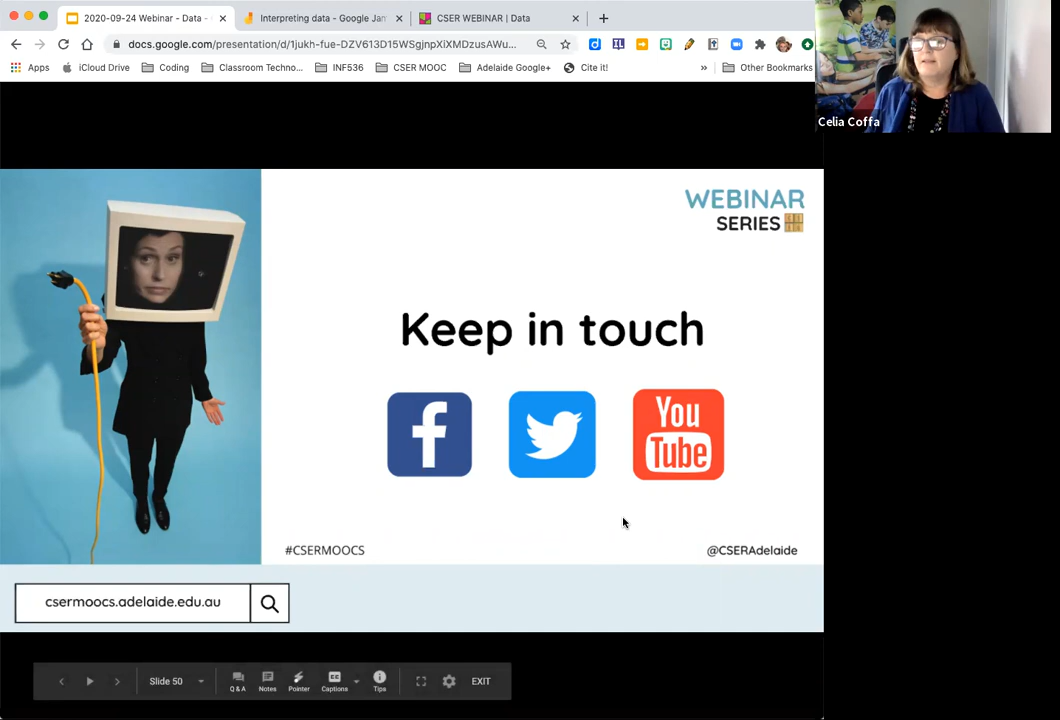 2020-09-24 Webinar - Data -
Interpreting data - Google Jam
CSER WEBINAR | Data
docs.google.com/presentation/d/1jukh-fue-DZV613D15WSgjnpXiXMDzusAWu...
Apps
iCloud Drive
Coding
Classroom Techno...
INF536
CSER MOOC
Adelaide Google+
Cite it!
»
Other Bookmarks
Celia Coffa
WEBINAR
SERIES
Keep in touch
f
You
Tube
#CSERMOOCS
@CSERAdelaide
csermoocs.adelaide.edu.au
Slide 50
Q & A
Notes
Pointer
CC
Captions
Tips
EXIT